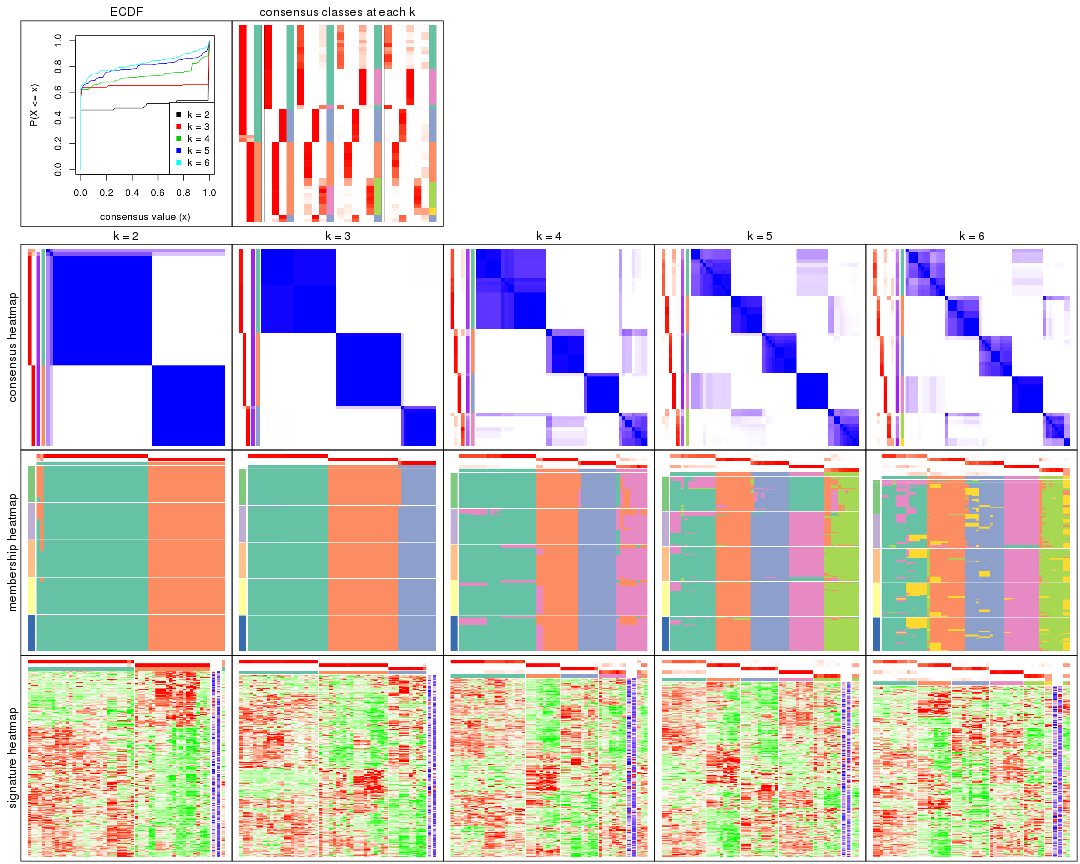 ECDF
consensus classes at each k
P(X <= x)
0.0 0.2 0.4 0.6 0.8 1.0
k = 2
k = 3
k = 4
k = 5
k = 6
0.0 0.2 0.4 0.6 0.8 1.0
consensus value (x)
k = 2
k = 3
k = 4
k = 5
k = 6
consensus heatmap
membership heatmap
signature heatmap